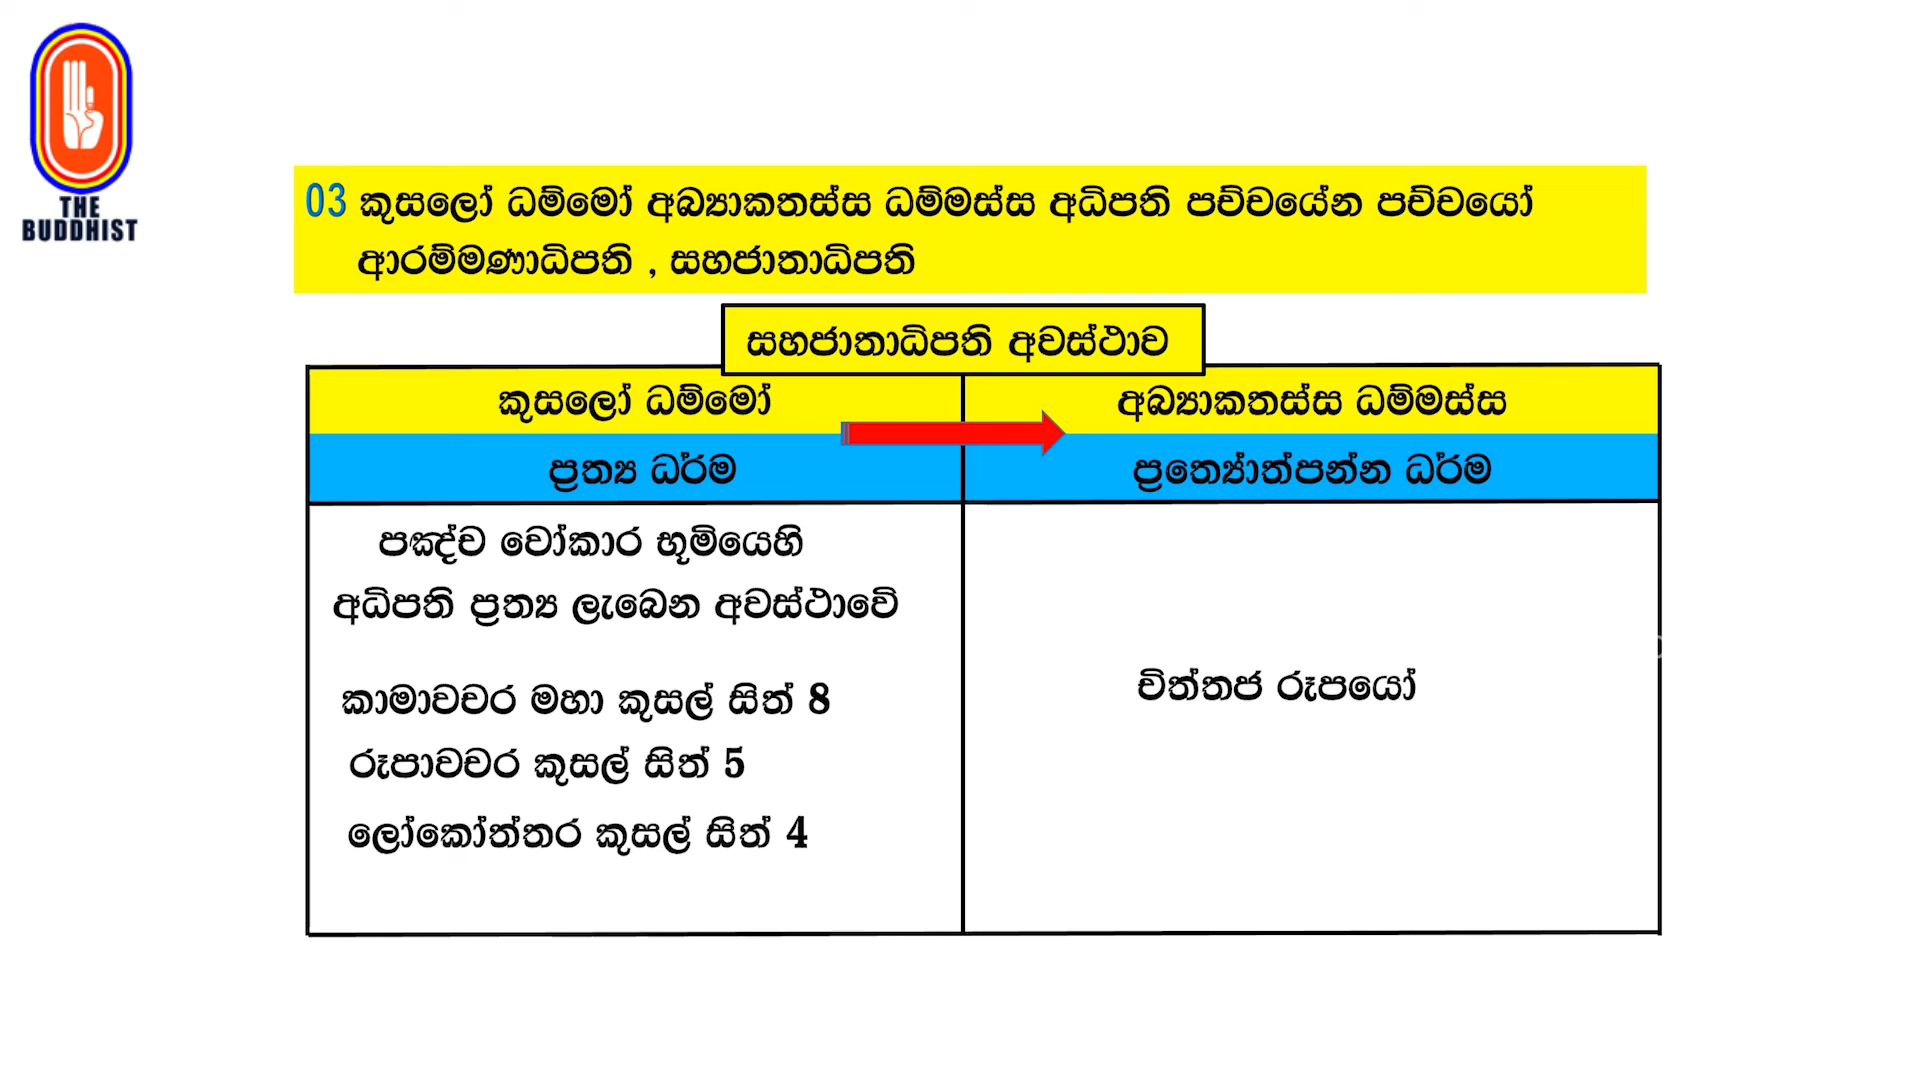 THE
BUDDHIST
03 කුසලෝ ධම්මෝ අබ්‍යාකතස්ස ධම්මස්ස අධිපති පච්චයේන පච්චයෝ
ආරම්මණාධිපති , සහජාතාධිපති
සහජාතාධිපති අවස්ථාව
කුසලෝ ධම්මෝ
අබ්‍යාකතස්ස ධම්මස්ස
ප්‍රත්‍ය ධර්ම
ප්‍රත්‍යෝත්පන්න ධර්ම
පඤ්ච වෝකාර භූමියෙහි
අධිපති ප්‍රත්‍ය ලැබෙන අවස්ථාවේ
කාමාවචර මහා කුසල් සිත් 8
රූපාවචර කුසල් සිත් 5
ලෝකෝත්තර කුසල් සිත් 4
චිත්තජ රූපයෝ